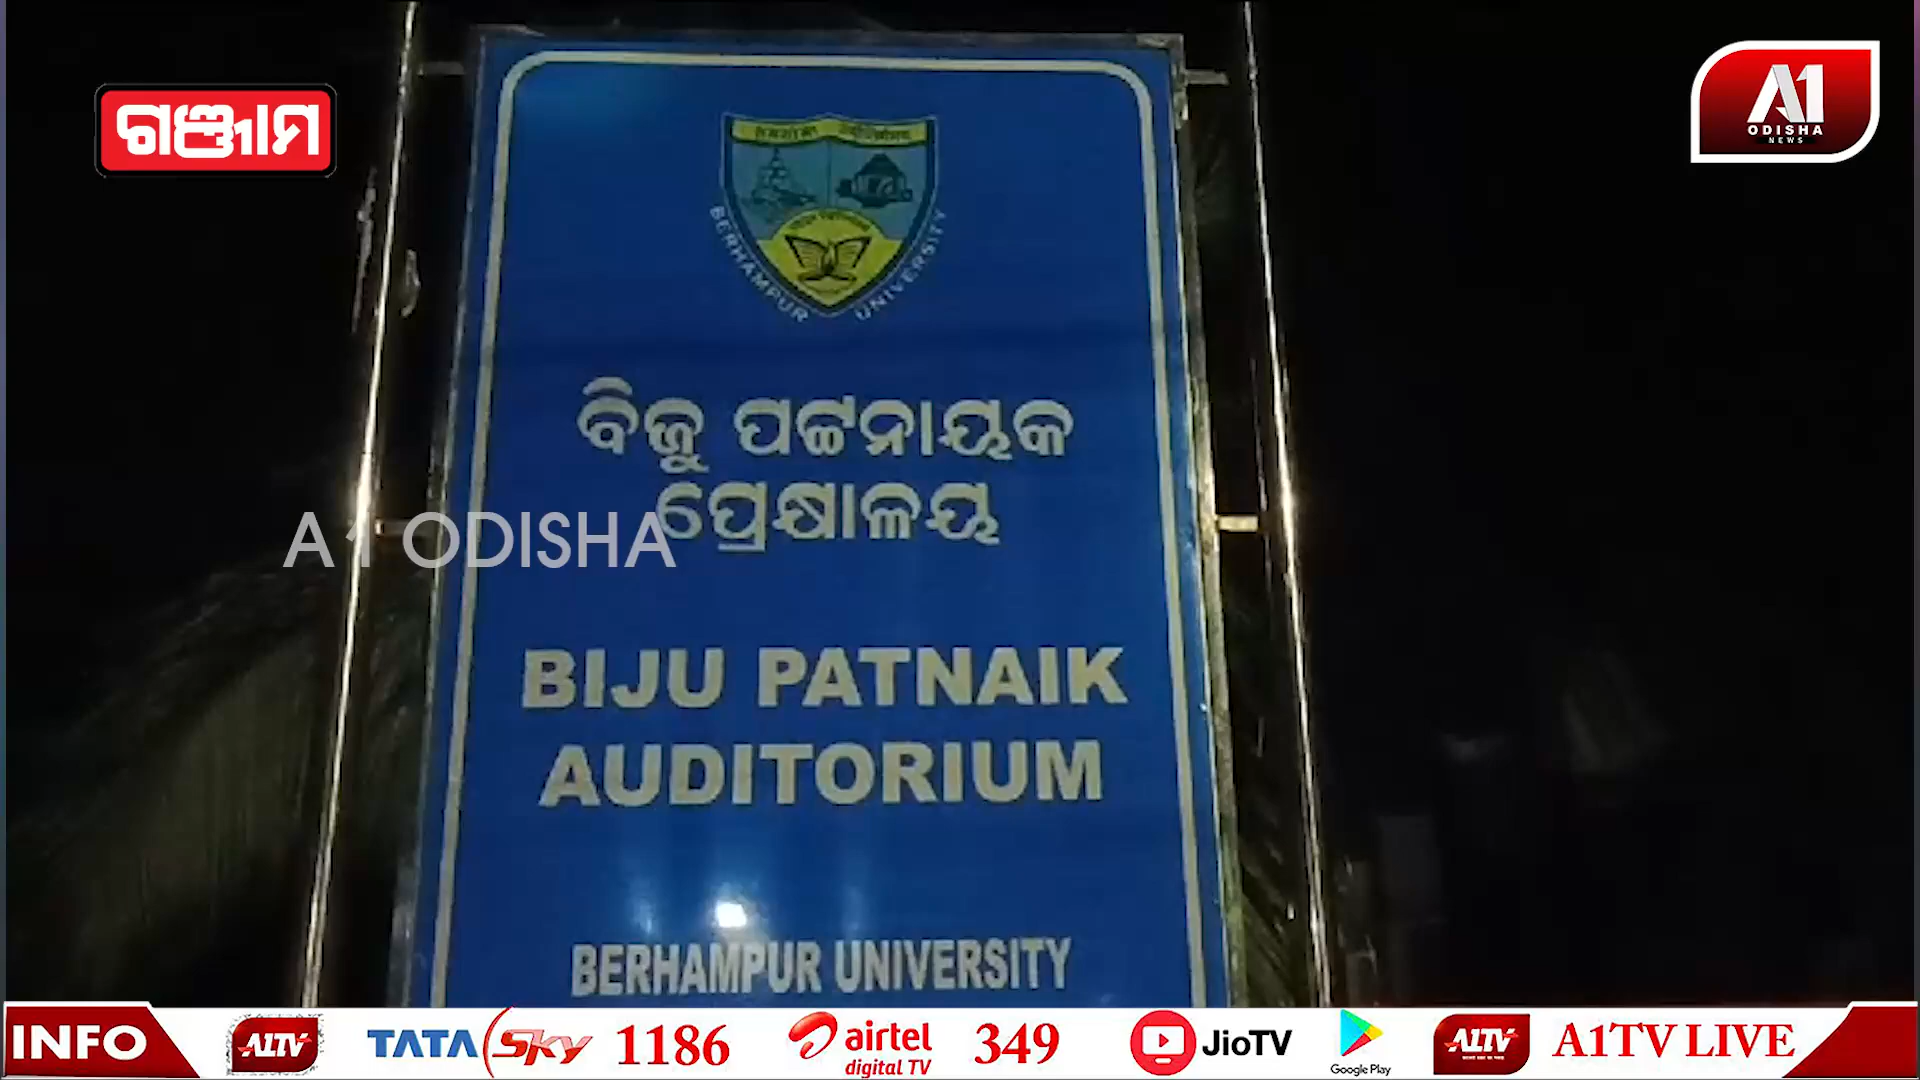 ଗଞ୍ଜାମ
A1
ODISHA
NEWS
BERHAMPUR UNIVERSITY
ବିଜୁ ପଟ୍ଟନାୟକ
ପ୍ରେକ୍ଷାଳୟ
A1 ODISHA
BIJU PATNAIK
AUDITORIUM
BERHAMPUR UNIVERSITY
INFO A1TV TATA Sky 1186 airtel digital TV 349 JioTV Google Play A1TV A1TV LIVE